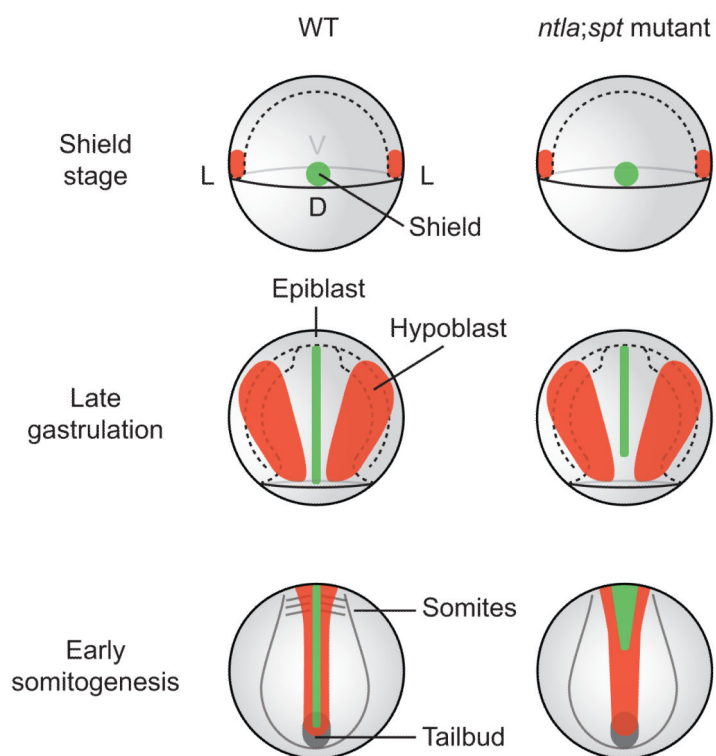 WT
ntla;spt mutant
Shield
stage
V
L
L
D
Shield
Epiblast
Hypoblast
Late
gastrulation
Somites
Early
somitogenesis
Tailbud